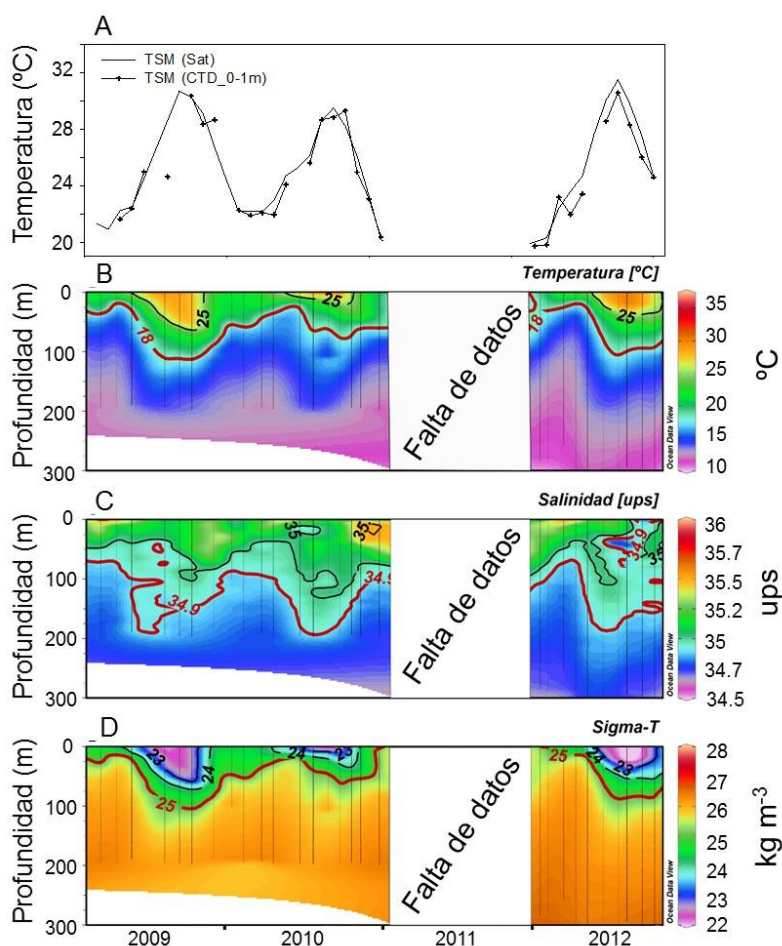 A
Temperatura (ºC)
32
28
24
20
TSM (Sat)
TSM (CTD_0-1m)
B
Temperatura [ºC]
Profundidad (m)
0
100
200
300
18
25
25
25
18
Falta de datos
Ocean Data View
35
30
25
20
15
10
ºC
C
Salinidad [ups]
Profundidad (m)
0
100
200
300
34.9
35
35
34.9
34.9
35
Falta de datos
Ocean Data View
36
35.7
35.5
35.2
35
34.7
34.5
ups
D
Sigma-T
Profundidad (m)
0
100
200
300
23
24
25
24
23
25
24
23
Falta de datos
Ocean Data View
28
27
26
25
24
23
22
kg m-3
2009 2010 2011 2012